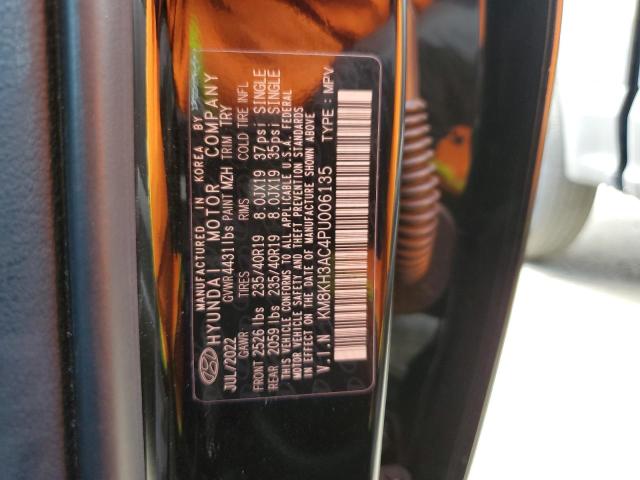 MANUFACTURED IN KOREA BY
HYUNDAI MOTOR COMPANY
JUL/2022 GVWR 4431lbs PAINT MZH TRIM TRY
GAWR TIRES RIMS COLD TIRE INFL
FRONT 2526 lbs 235/40R19 8.0JX19 37psi SINGLE
REAR 2059 lbs 235/40R19 8.0JX19 35psi SINGLE
THIS VEHICLE CONFORMS TO ALL APPLICABLE U.S.A. FEDERAL
MOTOR VEHICLE SAFETY AND THEFT PREVENTION STANDARDS
IN EFFECT ON THE DATE OF MANUFACTURE SHOWN ABOVE
V.I.N KM8KH3AC4PU006135 TYPE: MPV